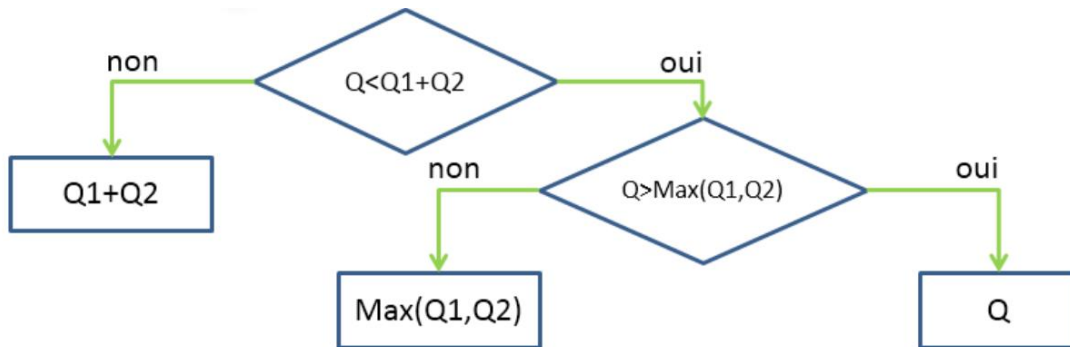 non
Q<Q1+Q2
oui
Q1+Q2
non
Q>Max(Q1,Q2)
oui
Max(Q1,Q2)
Q